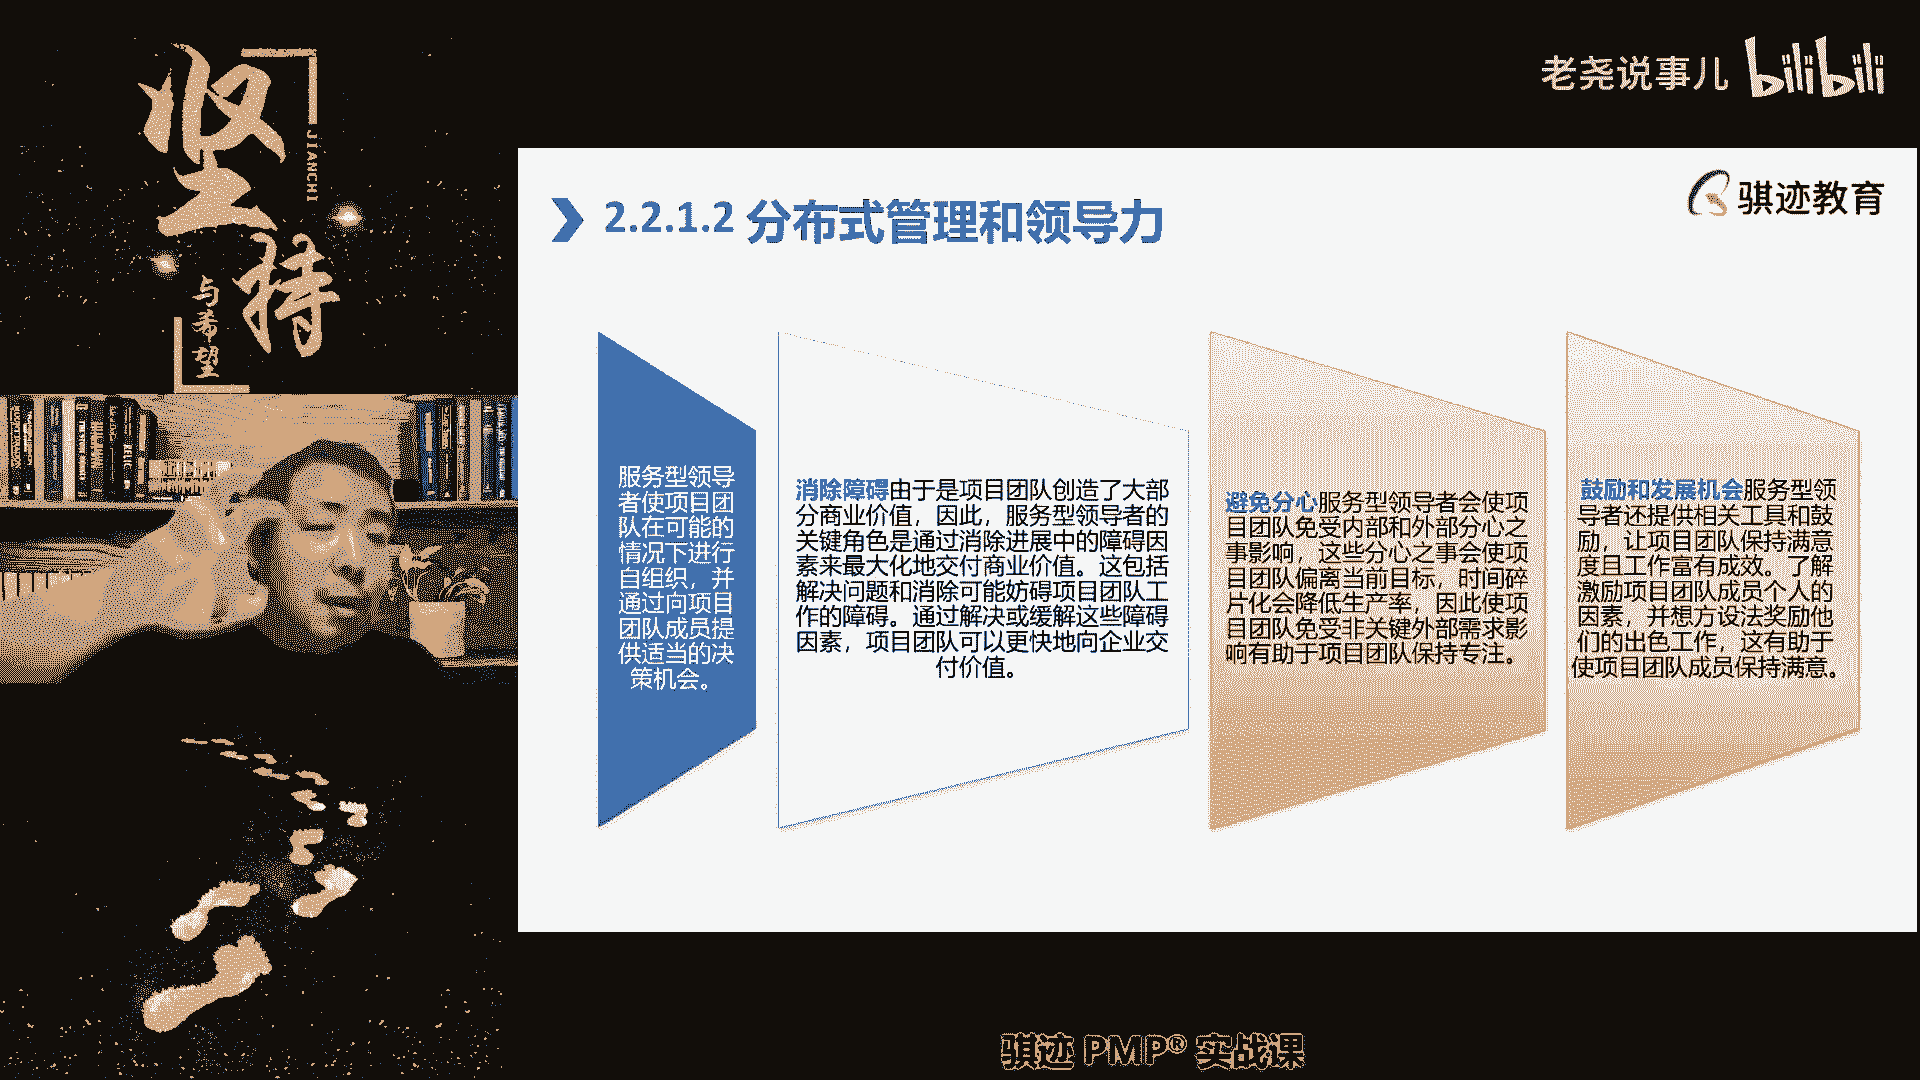 坚持
JIANCHI
与希望
老尧说事儿 bilibili
骐迹教育
2.2.1.2 分布式管理和领导力
服务型领导
者使项目团
队在可能的
情况下进行
自组织，并
通过向项目
团队成员提
供适当的决
策机会。
消除障碍由于是项目团队创造了大部
分商业价值，因此，服务型领导者的
关键角色是通过消除进展中的障碍因
素来最大化地交付商业价值。这包括
解决问题和消除可能妨碍项目团队工
作的障碍。通过解决或缓解这些障碍
因素，项目团队可以更快地向企业交
付价值。
避免分心服务型领导者会使项
目团队免受内部和外部分心之
事影响，这些分心之事会使项
目团队偏离当前目标，时间碎
片化会降低生产率，因此使项
目团队免受非关键外部需求影
响有助于项目团队保持专注。
鼓励和发展机会服务型领
导者还提供相关工具和鼓
励，让项目团队保持满意
度且工作富有成效。了解
激励项目团队成员个人的
因素，并想方设法奖励他
们的出色工作，这有助于
使项目团队成员保持满意。
骐迹 PMP® 实战课